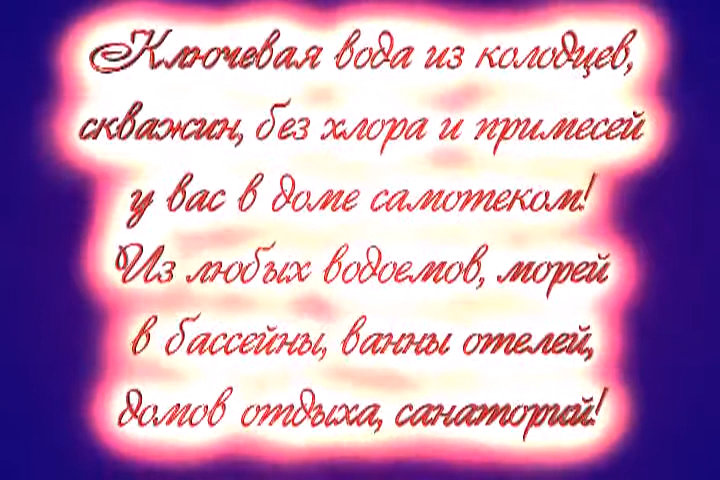 Ключевая вода из колодцев,
скважин, без хлора и примесей
у вас в доме самотеком!
Из любых водоемов, морей
в бассейны, ванны отелей,
домов отдыха, санаторий!